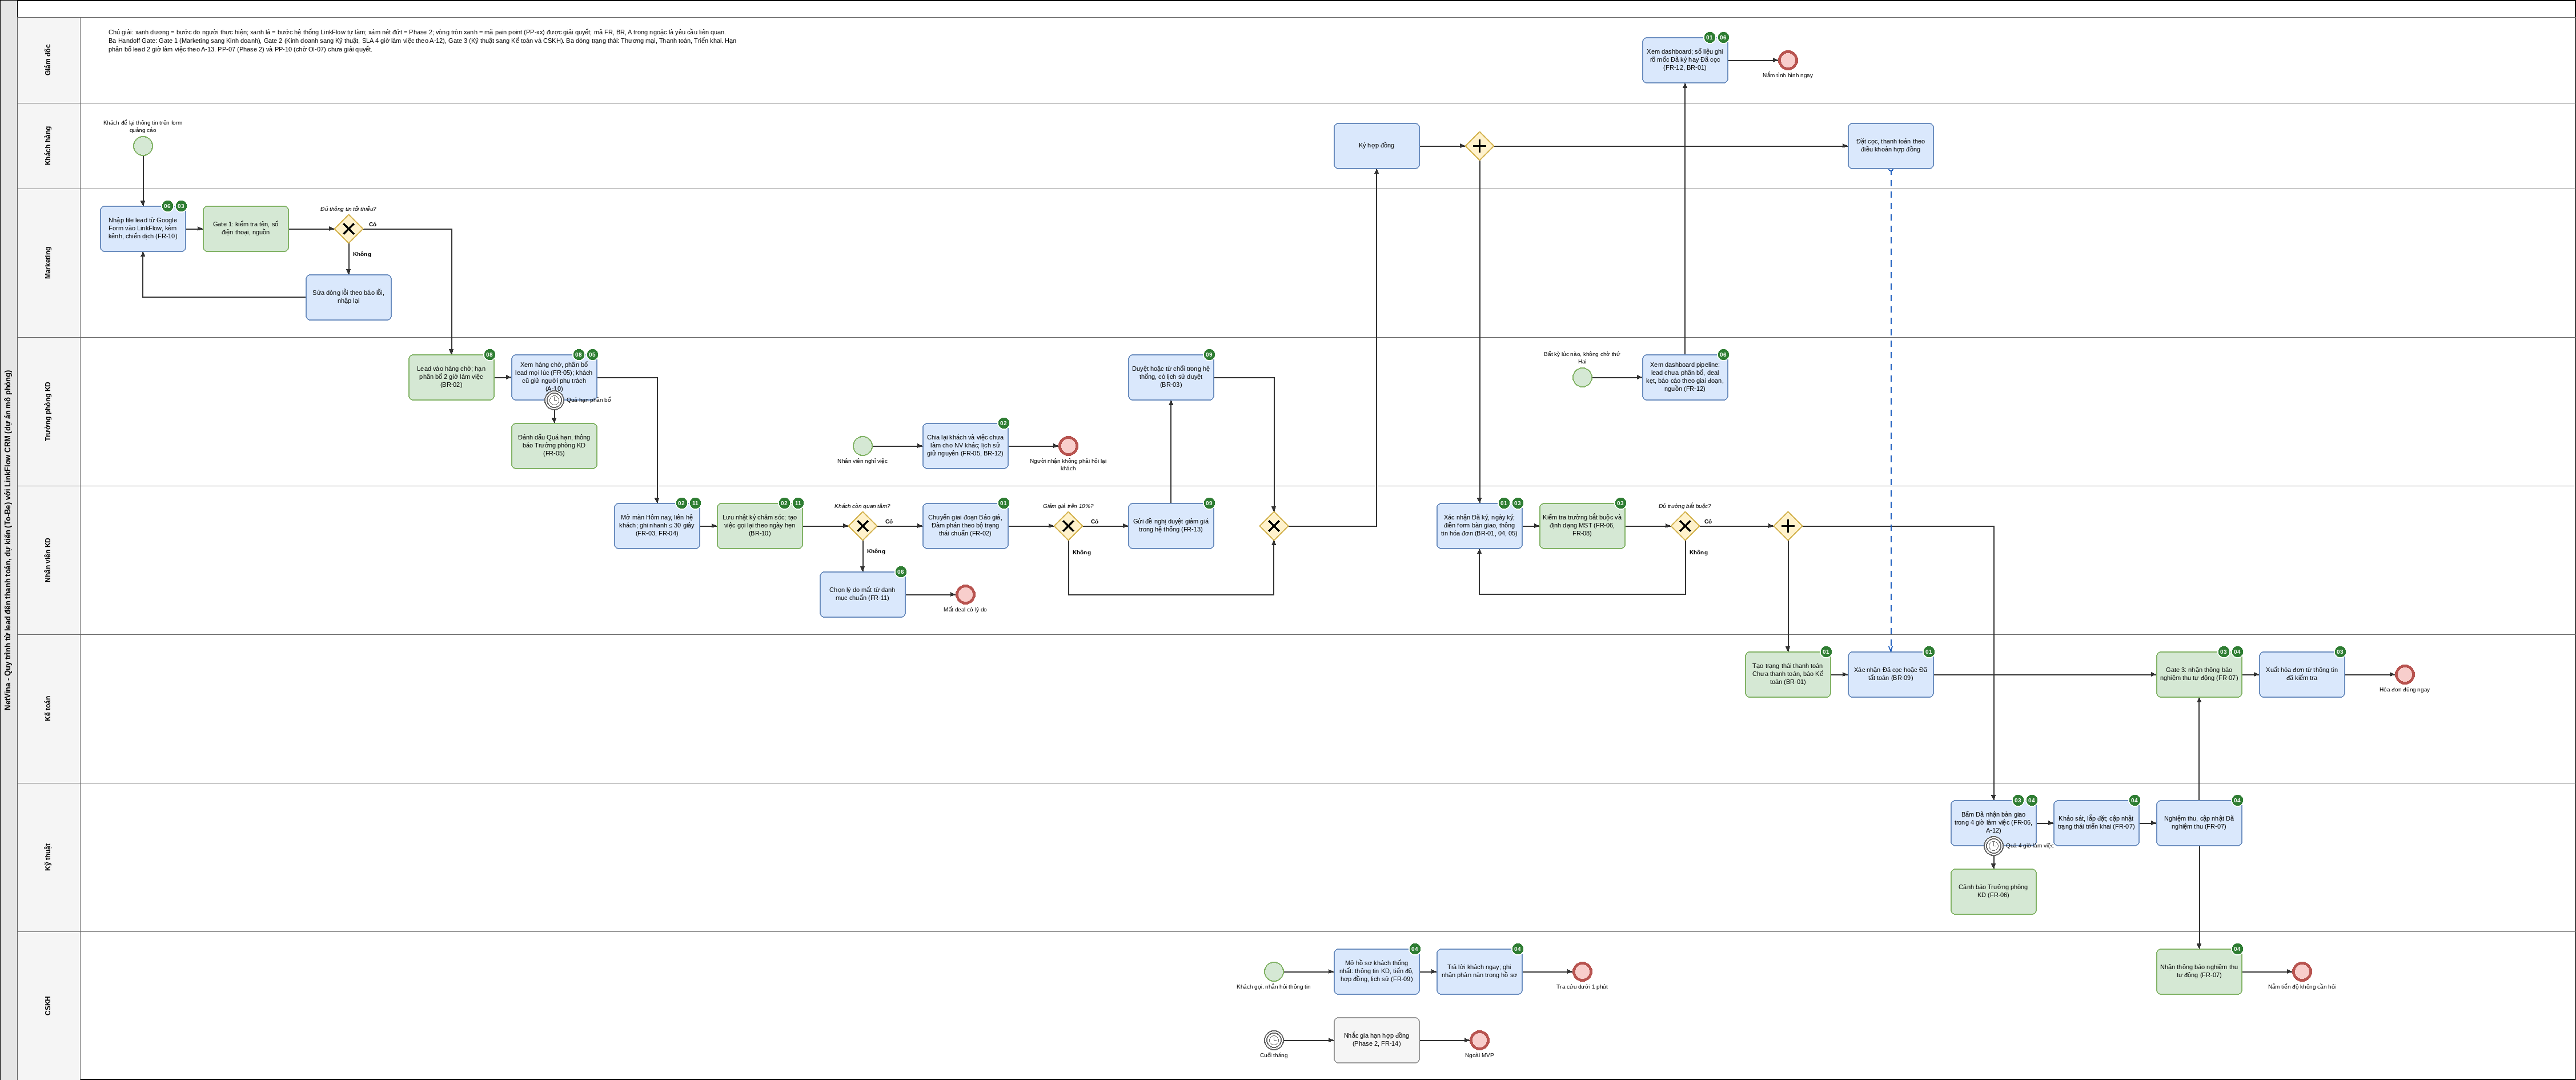 NetVina - Quy trình từ lead đến thanh toán, dự kiến (To-Be) với LinkFlow CRM (dự án mô phỏng)
Giám đốc
Chú giải: xanh dương = bước do người thực hiện; xanh lá = bước hệ thống LinkFlow tự làm; xám nét đứt = Phase 2; vòng tròn xanh = mã pain point (PP-xx) được giải quyết; mã FR, BR, A trong ngoặc là yêu cầu liên quan.
Ba Handoff Gate: Gate 1 (Marketing sang Kinh doanh), Gate 2 (Kinh doanh sang Kỹ thuật, SLA 4 giờ làm việc theo A-12), Gate 3 (Kỹ thuật sang Kế toán và CSKH). Ba dòng trạng thái: Thương mại, Thanh toán, Triển khai. Hạn
phân bổ lead 2 giờ làm việc theo A-13. PP-07 (Phase 2) và PP-10 (chờ OI-07) chưa giải quyết.
01 06
Xem dashboard; số liệu ghi
rõ mốc Đã ký hay Đã cọc
(FR-12, BR-01)
Nắm tình hình ngay
Khách hàng
Khách để lại thông tin trên form
quảng cáo
Ký hợp đồng
Đặt cọc, thanh toán theo
điều khoản hợp đồng
Marketing
06 03
Nhập file lead từ Google
Form vào LinkFlow, kèm
kênh, chiến dịch (FR-10)
Gate 1: kiểm tra tên, số
điện thoại, nguồn
Đủ thông tin tối thiểu?
Có
Không
Sửa dòng lỗi theo báo lỗi,
nhập lại
Trưởng phòng KD
08
Lead vào hàng chờ; hạn
phân bổ 2 giờ làm việc
(BR-02)
08 05
Xem hàng chờ, phân bổ
lead mọi lúc (FR-05); khách
cũ giữ người phụ trách
(A-10)
Quá hạn phân bổ
Đánh dấu Quá hạn, thông
báo Trưởng phòng KD
(FR-05)
Nhân viên nghỉ việc
02
Chia lại khách và việc chưa
làm cho NV khác; lịch sử
giữ nguyên (FR-05, BR-12)
Người nhận không phải hỏi lại
khách
09
Duyệt hoặc từ chối trong hệ
thống, có lịch sử duyệt
(BR-03)
Bất kỳ lúc nào, không chờ thứ
Hai
06
Xem dashboard pipeline:
lead chưa phân bổ, deal
kẹt, báo cáo theo giai đoạn,
nguồn (FR-12)
Nhân viên KD
02 11
Mở màn Hôm nay, liên hệ
khách; ghi nhanh ≤ 30 giây
(FR-03, FR-04)
02 11
Lưu nhật ký chăm sóc; tạo
việc gọi lại theo ngày hẹn
(BR-10)
Khách còn quan tâm?
Có
Không
06
Chọn lý do mất từ danh
mục chuẩn (FR-11)
Mất deal có lý do
01
Chuyển giai đoạn Báo giá,
Đàm phán theo bộ trạng
thái chuẩn (FR-02)
Giảm giá trên 10%?
Có
Không
09
Gửi đề nghị duyệt giảm giá
trong hệ thống (FR-13)
01 03
Xác nhận Đã ký, ngày ký;
điền form bàn giao, thông
tin hóa đơn (BR-01, 04, 05)
03
Kiểm tra trường bắt buộc và
định dạng MST (FR-06,
FR-08)
Đủ trường bắt buộc?
Có
Không
Kế toán
01
Tạo trạng thái thanh toán
Chưa thanh toán, báo Kế
toán (BR-01)
01
Xác nhận Đã cọc hoặc Đã
tất toán (BR-09)
03 04
Gate 3: nhận thông báo
nghiệm thu tự động (FR-07)
03
Xuất hóa đơn từ thông tin
đã kiểm tra
Hóa đơn đúng ngay
Kỹ thuật
03 04
Bấm Đã nhận bàn giao
trong 4 giờ làm việc (FR-06,
A-12)
Quá 4 giờ làm việc
Cảnh báo Trưởng phòng
KD (FR-06)
04
Khảo sát, lắp đặt; cập nhật
trạng thái triển khai (FR-07)
04
Nghiệm thu, cập nhật Đã
nghiệm thu (FR-07)
CSKH
Khách gọi, nhắn hỏi thông tin
04
Mở hồ sơ khách thống
nhất: thông tin KD, tiến độ,
hợp đồng, lịch sử (FR-09)
04
Trả lời khách ngay; ghi
nhận phàn nàn trong hồ sơ
Tra cứu dưới 1 phút
04
Nhận thông báo nghiệm thu
tự động (FR-07)
Nắm tiến độ không cần hỏi
Cuối tháng
Nhắc gia hạn hợp đồng
(Phase 2, FR-14)
Ngoài MVP